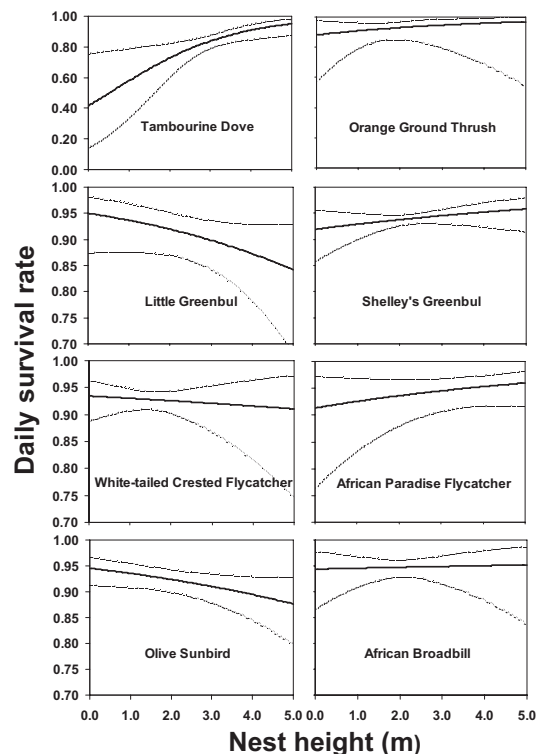 1.00
0.80
0.60
0.40
0.20
0.00
Tambourine Dove
Orange Ground Thrush
1.00
0.95
0.90
0.85
0.80
0.75
0.70
Little Greenbul
Shelley's Greenbul
Daily survival rate
1.00
0.95
0.90
0.85
0.80
0.75
0.70
White-tailed Crested Flycatcher
African Paradise Flycatcher
1.00
0.95
0.90
0.85
0.80
0.75
0.70
Olive Sunbird
African Broadbill
0.0 1.0 2.0 3.0 4.0 5.0 0.0 1.0 2.0 3.0 4.0 5.0
Nest height (m)